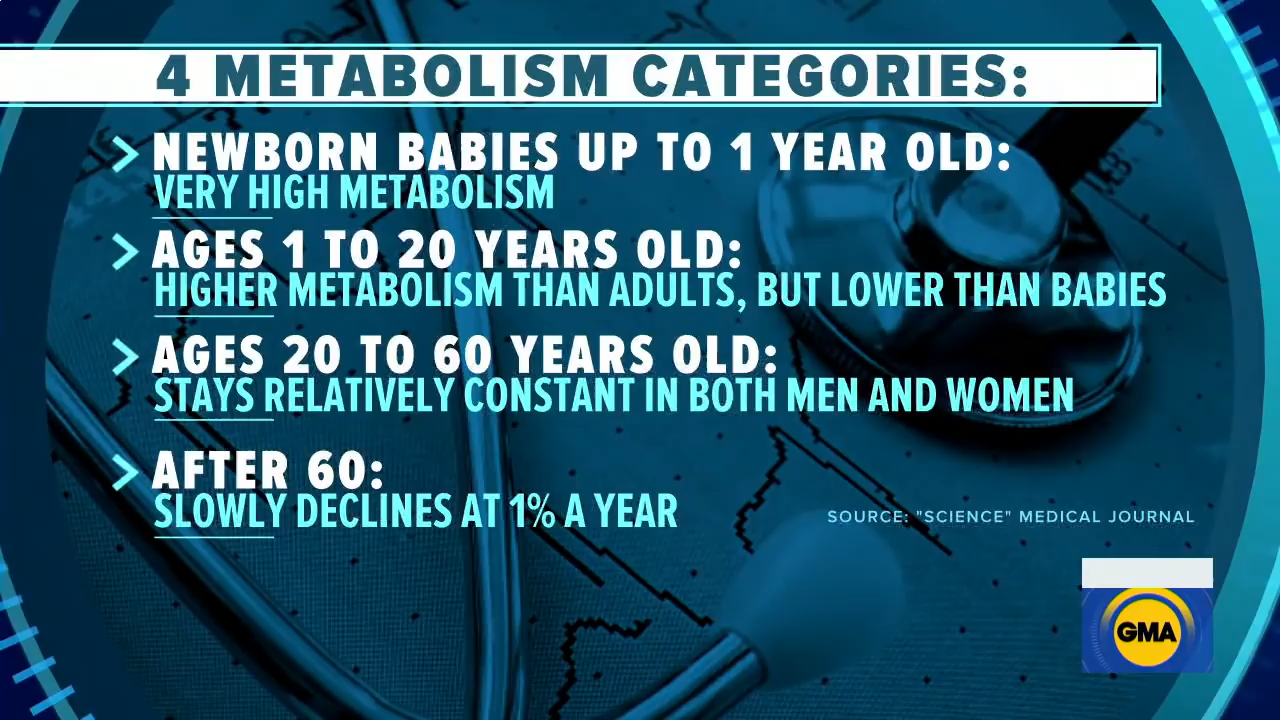 4 METABOLISM CATEGORIES:
NEWBORN BABIES UP TO 1 YEAR OLD:
VERY HIGH METABOLISM
AGES 1 TO 20 YEARS OLD:
HIGHER METABOLISM THAN ADULTS, BUT LOWER THAN BABIES
AGES 20 TO 60 YEARS OLD:
STAYS RELATIVELY CONSTANT IN BOTH MEN AND WOMEN
AFTER 60:
SLOWLY DECLINES AT 1% A YEAR
SOURCE: "SCIENCE" MEDICAL JOURNAL
GMA